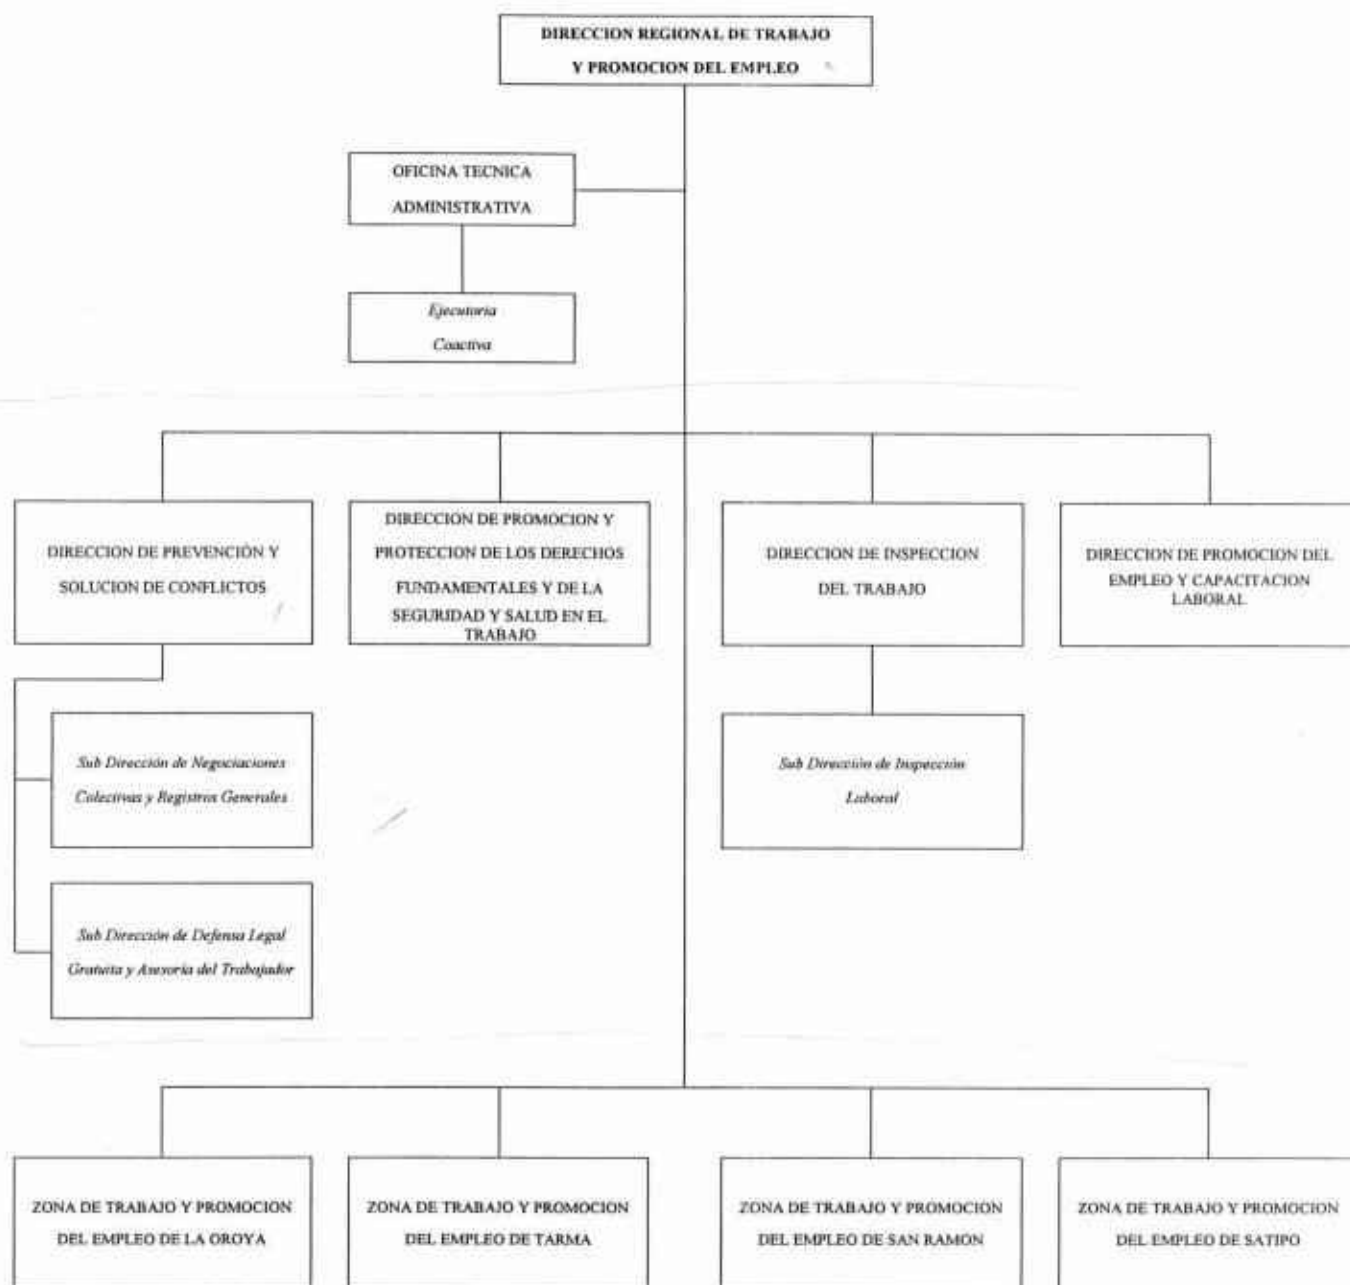 DIRECCION REGIONAL DE TRABAJO
Y PROMOCION DEL EMPLEO
OFICINA TECNICA
ADMINISTRATIVA
Ejecutoria
Coactiva
DIRECCION DE PREVENCIÓN Y
SOLUCION DE CONFLICTOS
DIRECCION DE PROMOCION Y
PROTECCION DE LOS DERECHOS
FUNDAMENTALES Y DE LA
SEGURIDAD Y SALUD EN EL
TRABAJO
DIRECCION DE INSPECCION
DEL TRABAJO
DIRECCION DE PROMOCION DEL
EMPLEO Y CAPACITACION
LABORAL
Sub Dirección de Negociaciones
Colectivas y Registros Generales
Sub Dirección de Inspección
Laboral
Sub Dirección de Defensa Legal
Gratuita y Asesoría del Trabajador
ZONA DE TRABAJO Y PROMOCION
DEL EMPLEO DE LA OROYA
ZONA DE TRABAJO Y PROMOCION
DEL EMPLEO DE TARMA
ZONA DE TRABAJO Y PROMOCION
DEL EMPLEO DE SAN RAMON
ZONA DE TRABAJO Y PROMOCION
DEL EMPLEO DE SATIPO